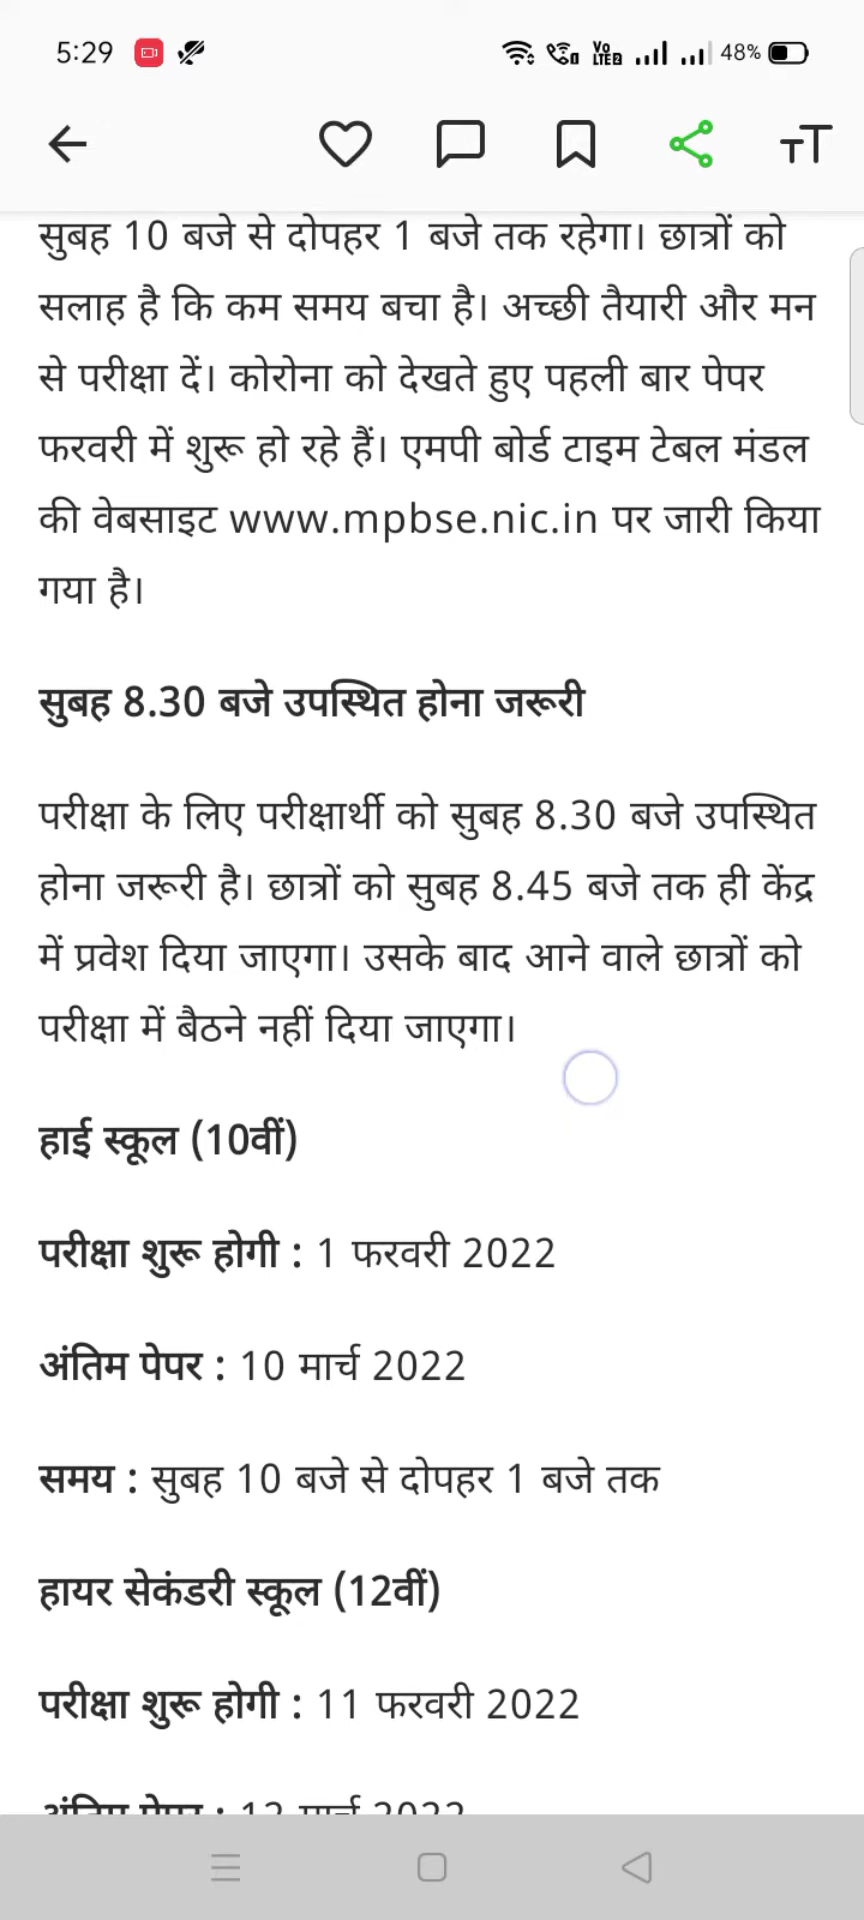 5:29
48%
सुबह 10 बजे से दोपहर 1 बजे तक रहेगा। छात्रों को
सलाह है कि कम समय बचा है। अच्छी तैयारी और मन
से परीक्षा दें। कोरोना को देखते हुए पहली बार पेपर
फरवरी में शुरू हो रहे हैं। एमपी बोर्ड टाइम टेबल मंडल
की वेबसाइट www.mpbse.nic.in पर जारी किया
गया है।
सुबह 8.30 बजे उपस्थित होना जरूरी
परीक्षा के लिए परीक्षार्थी को सुबह 8.30 बजे उपस्थित
होना जरूरी है। छात्रों को सुबह 8.45 बजे तक ही केंद्र
में प्रवेश दिया जाएगा। उसके बाद आने वाले छात्रों को
परीक्षा में बैठने नहीं दिया जाएगा।
हाई स्कूल (10वीं)
परीक्षा शुरू होगी : 1 फरवरी 2022
अंतिम पेपर : 10 मार्च 2022
समय : सुबह 10 बजे से दोपहर 1 बजे तक
हायर सेकंडरी स्कूल (12वीं)
परीक्षा शुरू होगी : 11 फरवरी 2022
अंतिम पेपर : मार्च 2022